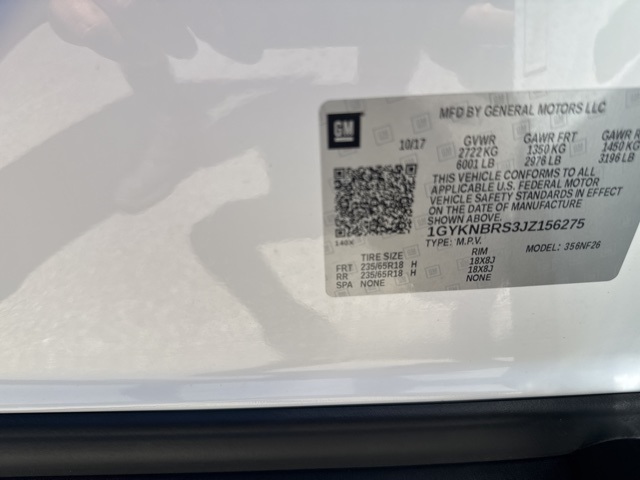 MFD BY GENERAL MOTORS LLC
GM
10/17
GVWR GAWR FRT GAWR R
2722 KG 1350 KG 1450 KG
6001 LB 2976 LB 3196 LB
THIS VEHICLE CONFORMS TO ALL
APPLICABLE U.S. FEDERAL MOTOR
VEHICLE SAFETY STANDARDS IN EFFECT
ON THE DATE OF MANUFACTURE
SHOWN ABOVE.
1GYKNBRS3JZ156275
TYPE: M.P.V. MODEL: 356NF26
140X
TIRE SIZE RIM
FRT 235/65R18 H 18X8J
RR 235/65R18 H 18X8J
SPA NONE NONE